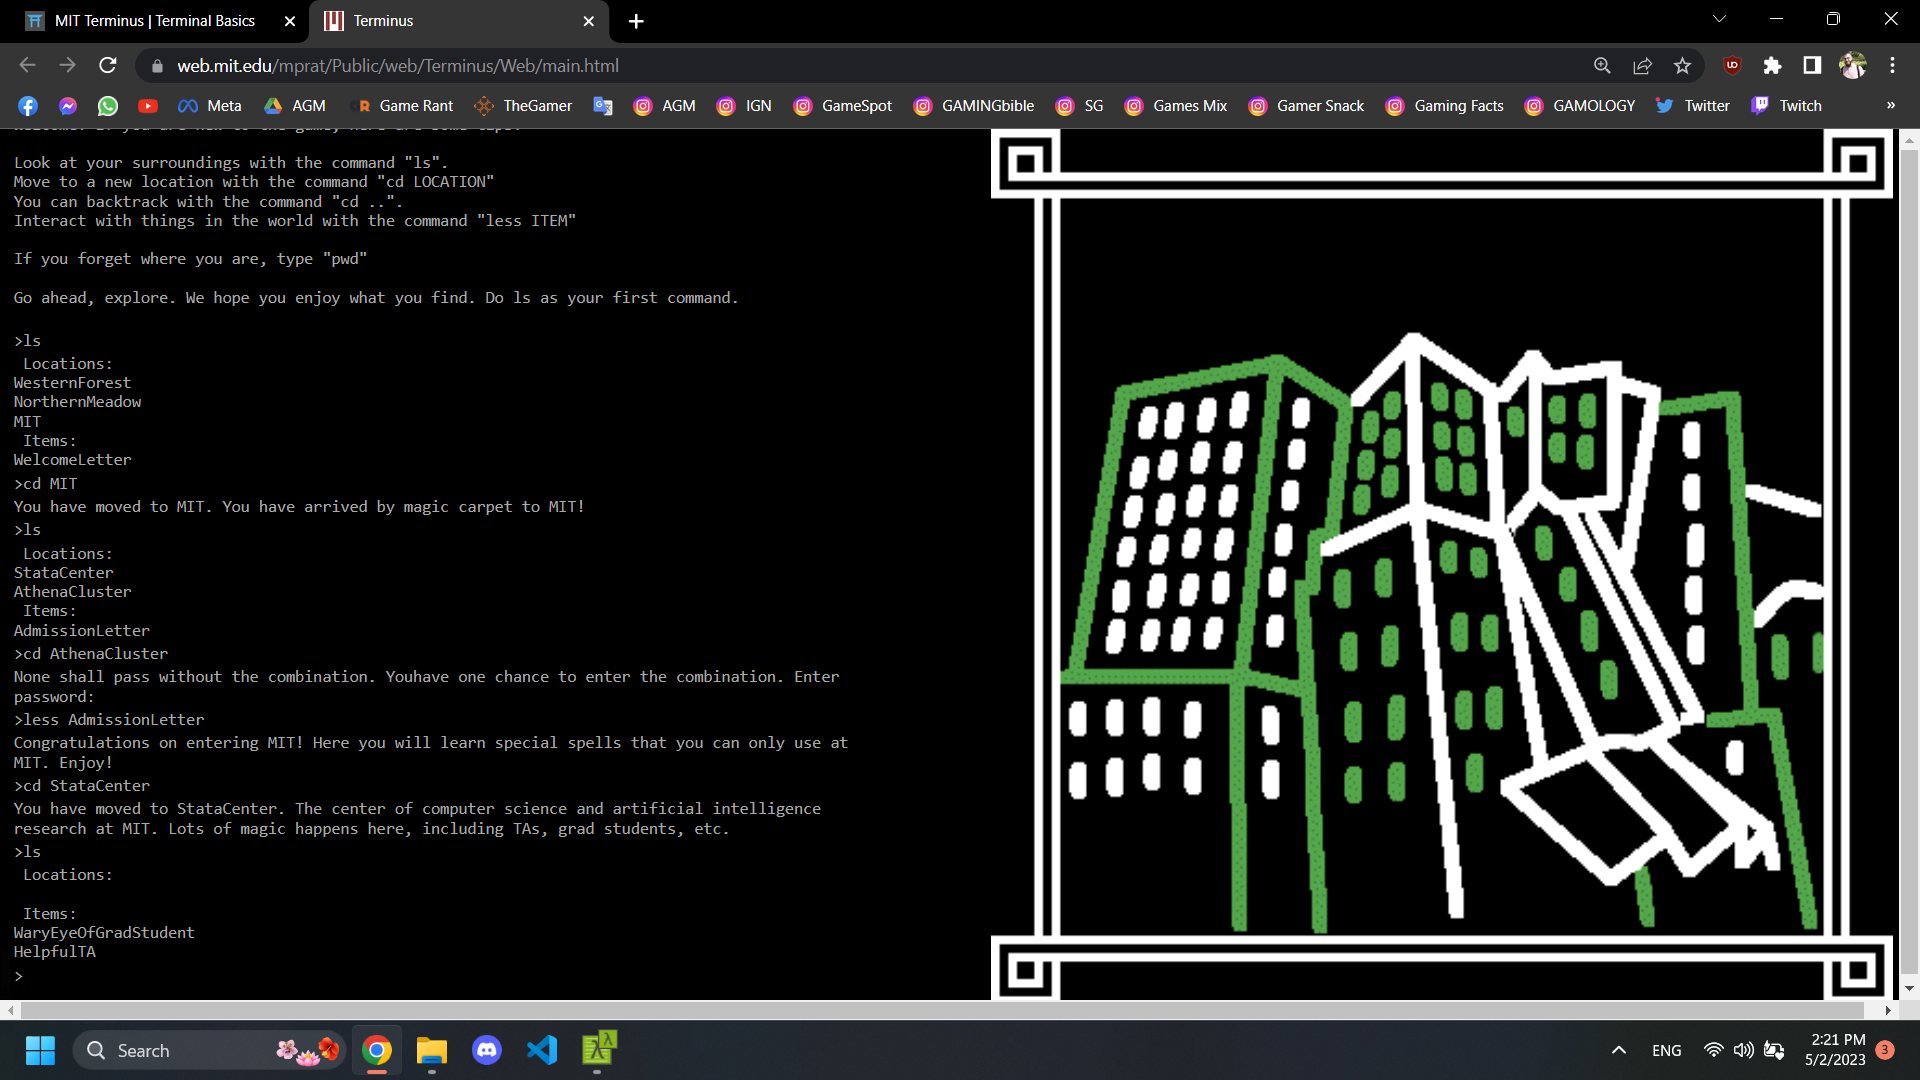 MIT Terminus | Terminal Basics
Terminus
web.mit.edu/mprat/Public/web/Terminus/Web/main.html
Meta
AGM
Game Rant
TheGamer
AGM
IGN
GameSpot
GAMINGbible
SG
Games Mix
Gamer Snack
Gaming Facts
GAMOLOGY
Twitter
Twitch
»
Look at your surroundings with the command "ls".
Move to a new location with the command "cd LOCATION"
You can backtrack with the command "cd ..".
Interact with things in the world with the command "less ITEM"
If you forget where you are, type "pwd"
Go ahead, explore. We hope you enjoy what you find. Do ls as your first command.
>ls
Locations:
WesternForest
NorthernMeadow
MIT
Items:
WelcomeLetter
>cd MIT
You have moved to MIT. You have arrived by magic carpet to MIT!
>ls
Locations:
StataCenter
AthenaCluster
Items:
AdmissionLetter
>cd AthenaCluster
None shall pass without the combination. Youhave one chance to enter the combination. Enter
password:
>less AdmissionLetter
Congratulations on entering MIT! Here you will learn special spells that you can only use at
MIT. Enjoy!
>cd StataCenter
You have moved to StataCenter. The center of computer science and artificial intelligence
research at MIT. Lots of magic happens here, including TAs, grad students, etc.
>ls
Locations:
Items:
WaryEyeOfGradStudent
HelpfulTA
>
Search
ENG
2:21 PM
5/2/2023
3